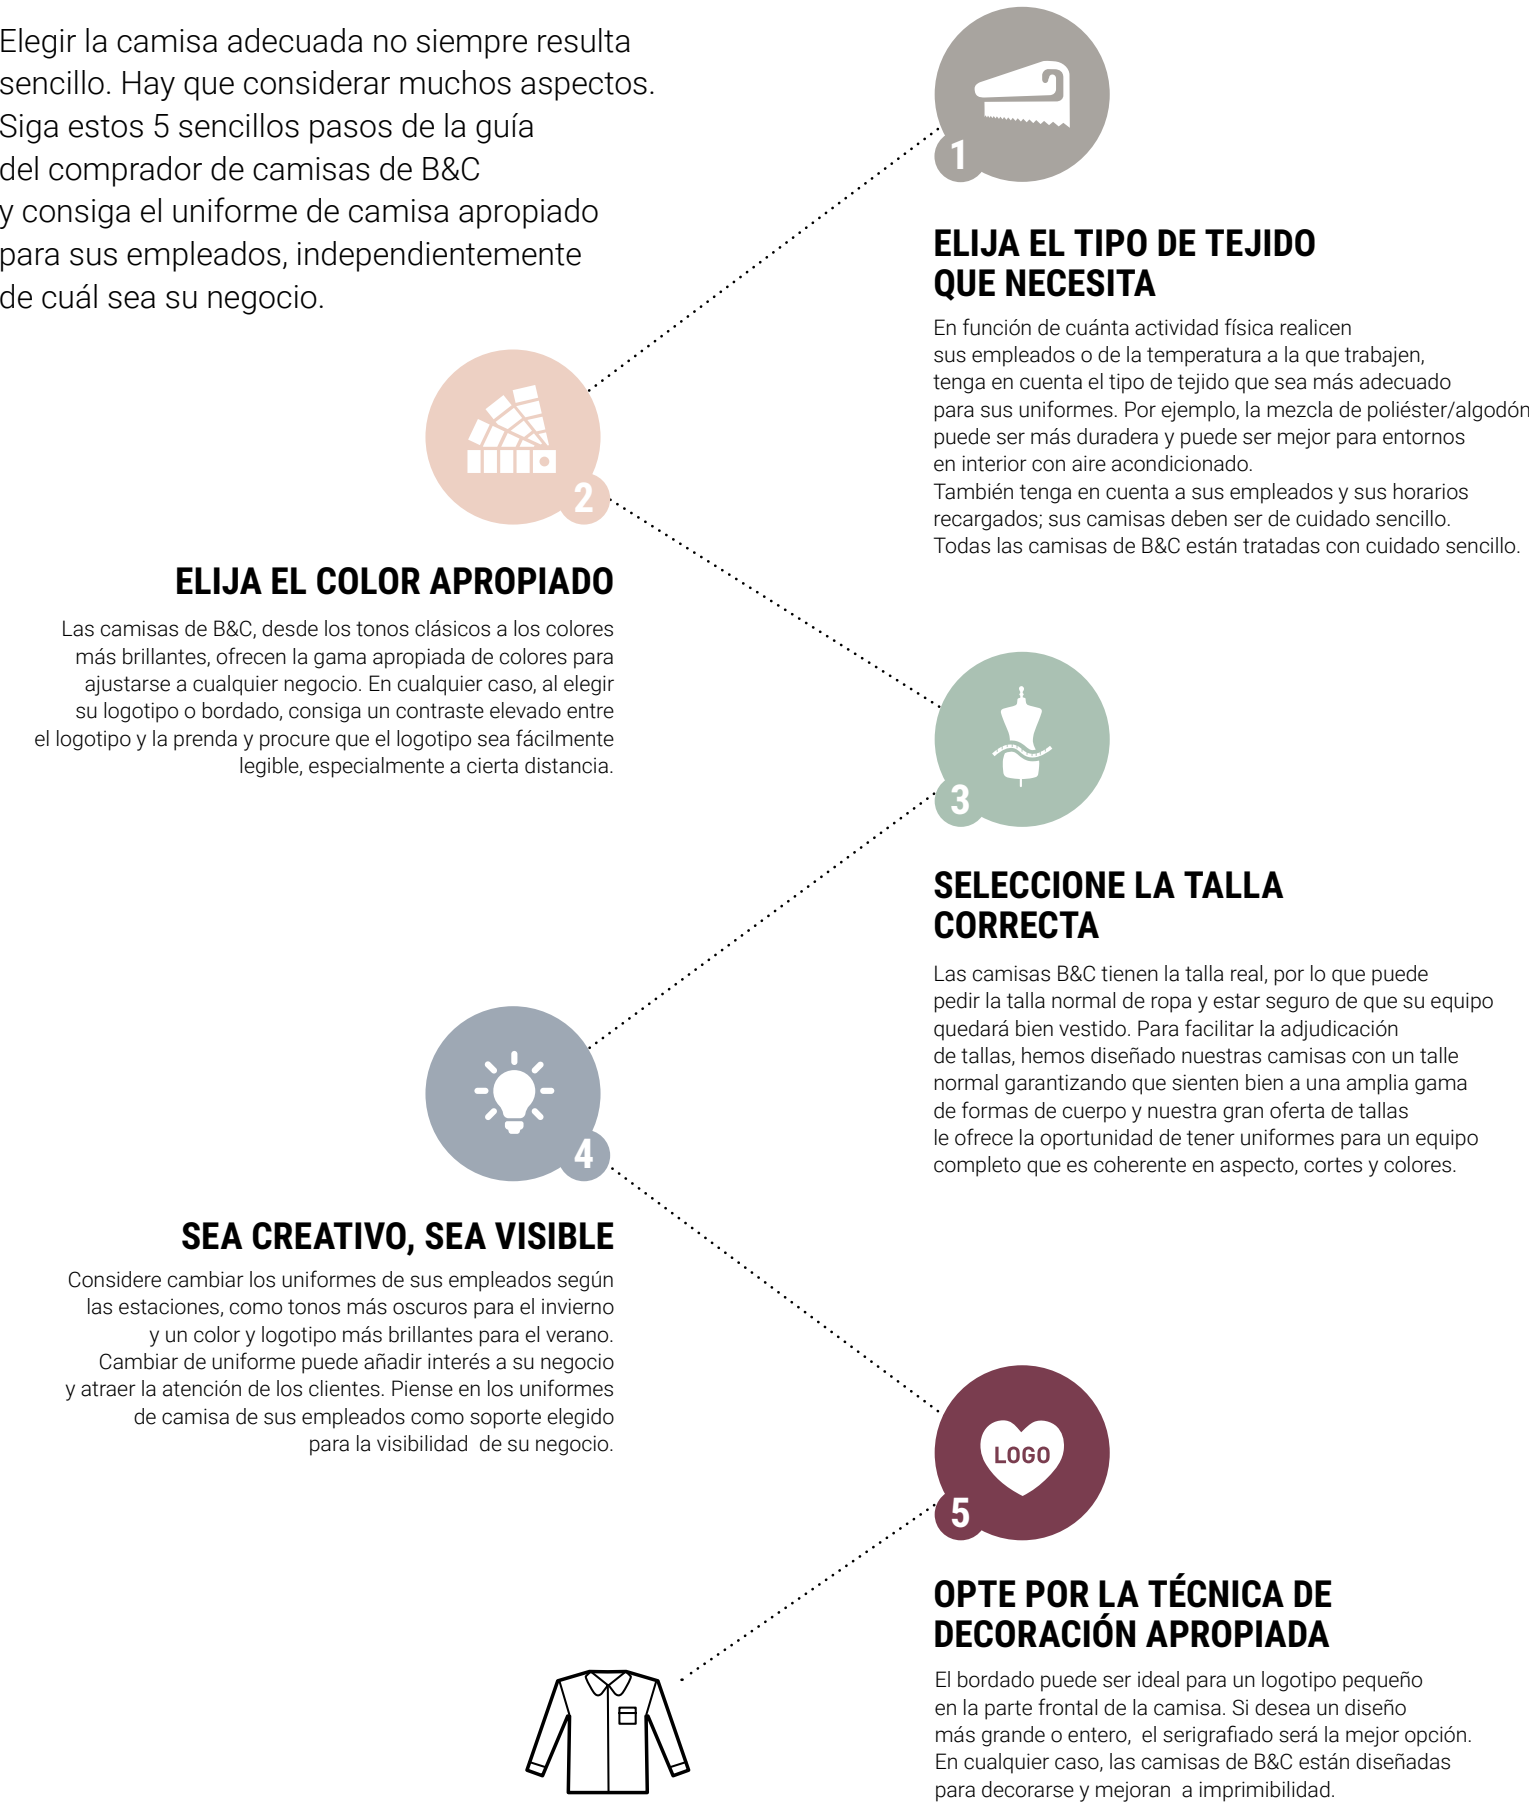 Elegir la camisa adecuada no siempre resulta
sencillo. Hay que considerar muchos aspectos.
Siga estos 5 sencillos pasos de la guía
del comprador de camisas de B&C
y consiga el uniforme de camisa apropiado
para sus empleados, independientemente
de cuál sea su negocio.
1
ELIJA EL TIPO DE TEJIDO
QUE NECESITA
En función de cuánta actividad física realicen
sus empleados o de la temperatura a la que trabajen,
tenga en cuenta el tipo de tejido que sea más adecuado
para sus uniformes. Por ejemplo, la mezcla de poliéster/algodón
puede ser más duradera y puede ser mejor para entornos
en interior con aire acondicionado.
También tenga en cuenta a sus empleados y sus horarios
recargados; sus camisas deben ser de cuidado sencillo.
Todas las camisas de B&C están tratadas con cuidado sencillo.
2
ELIJA EL COLOR APROPIADO
Las camisas de B&C, desde los tonos clásicos a los colores
más brillantes, ofrecen la gama apropiada de colores para
ajustarse a cualquier negocio. En cualquier caso, al elegir
su logotipo o bordado, consiga un contraste elevado entre
el logotipo y la prenda y procure que el logotipo sea fácilmente
legible, especialmente a cierta distancia.
3
SELECCIONE LA TALLA
CORRECTA
Las camisas B&C tienen la talla real, por lo que puede
pedir la talla normal de ropa y estar seguro de que su equipo
quedará bien vestido. Para facilitar la adjudicación
de tallas, hemos diseñado nuestras camisas con un talle
normal garantizando que sienten bien a una amplia gama
de formas de cuerpo y nuestra gran oferta de tallas
le ofrece la oportunidad de tener uniformes para un equipo
completo que es coherente en aspecto, cortes y colores.
4
SEA CREATIVO, SEA VISIBLE
Considere cambiar los uniformes de sus empleados según
las estaciones, como tonos más oscuros para el invierno
y un color y logotipo más brillantes para el verano.
Cambiar de uniforme puede añadir interés a su negocio
y atraer la atención de los clientes. Piense en los uniformes
de camisa de sus empleados como soporte elegido
para la visibilidad de su negocio.
LOGO
5
OPTE POR LA TÉCNICA DE
DECORACIÓN APROPIADA
El bordado puede ser ideal para un logotipo pequeño
en la parte frontal de la camisa. Si desea un diseño
más grande o entero, el serigrafiado será la mejor opción.
En cualquier caso, las camisas de B&C están diseñadas
para decorarse y mejoran a imprimibilidad.